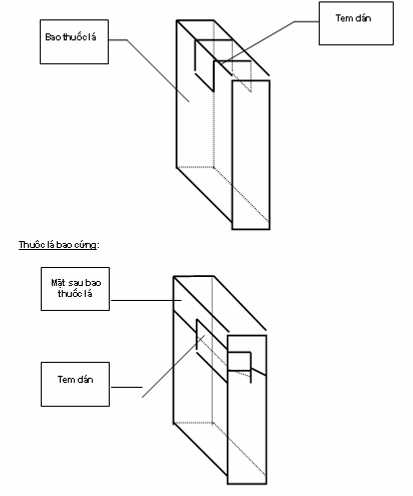 Tem dán
Bao thuốc lá
Thuốc lá bao cứng:
Mặt sau bao
thuốc lá
Tem dán